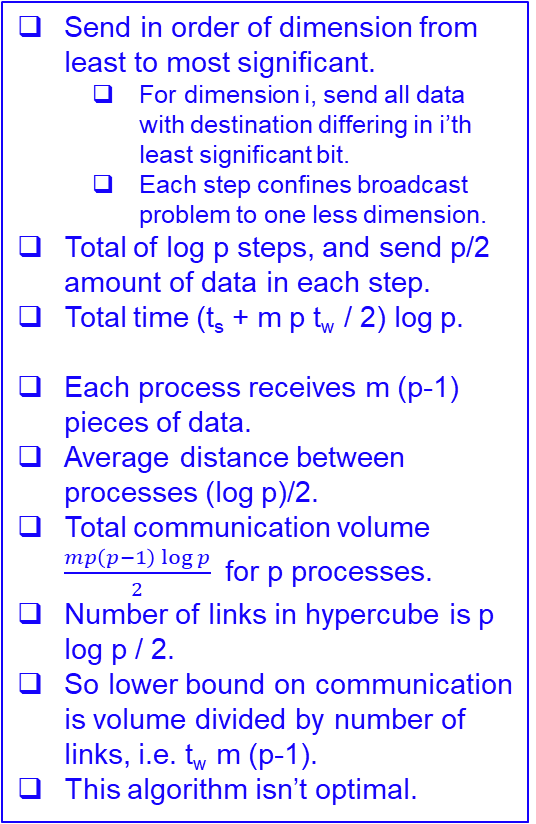 ❑ Send in order of dimension from
least to most significant.
❑ For dimension i, send all data
with destination differing in i’th
least significant bit.
❑ Each step confines broadcast
problem to one less dimension.
❑ Total of log p steps, and send p/2
amount of data in each step.
❑ Total time (tₛ + m p t_w / 2) log p.
❑ Each process receives m (p-1)
pieces of data.
❑ Average distance between
processes (log p)/2.
❑ Total communication volume
\frac{mp(p−1) log p}{2} for p processes.
❑ Number of links in hypercube is p
log p / 2.
❑ So lower bound on communication
is volume divided by number of
links, i.e. t_w m (p-1).
❑ This algorithm isn’t optimal.